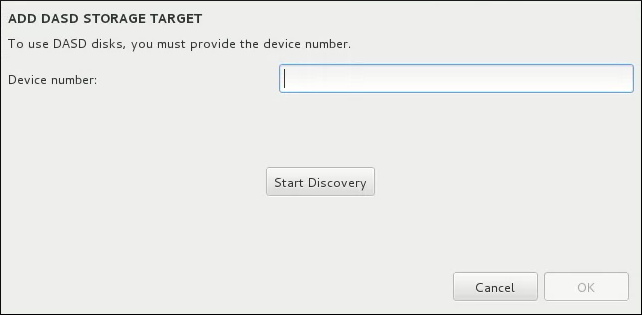 ADD DASD STORAGE TARGET
To use DASD disks, you must provide the device number.
Device number:
Start Discovery
Cancel OK